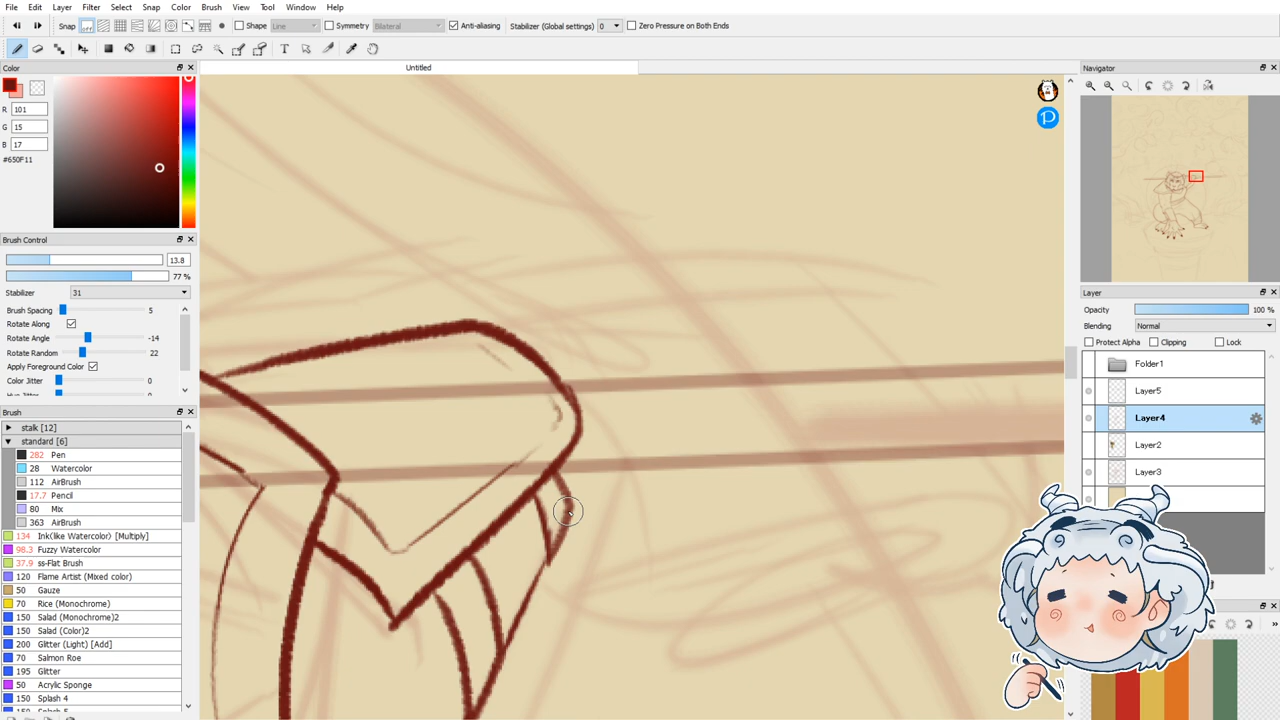 File Edit Layer Filter Select Snap Color Brush View Tool Window Help
Snap off Shape Line Symmetry Bilateral Anti-aliasing Stabilizer (Global settings) 0 Zero Pressure on Both Ends
Color
Untitled
Navigator
R 101
G 15
B 17
#650F11
Brush Control
13.8
77 %
Stabilizer 31
Brush Spacing 5
Rotate Along
Rotate Angle -14
Rotate Random 22
Apply Foreground Color
Color Jitter 0
Brush
stalk [12]
standard [6]
282 Pen
28 Watercolor
112 AirBrush
17.7 Pencil
80 Mix
363 AirBrush
134 Ink(like Watercolor) [Multiply]
98.3 Fuzzy Watercolor
37.9 ss-Flat Brush
120 Flame Artist (Mixed color)
50 Gauze
70 Rice (Monochrome)
150 Salad (Monochrome)2
150 Salad (Color)2
200 Glitter (Light) [Add]
70 Salmon Roe
195 Glitter
50 Acrylic Sponge
150 Splash 4
150 Splash 5
Layer
Opacity 100 %
Blending Normal
Protect Alpha Clipping Lock
Folder1
Layer5
Layer4
Layer2
Layer3